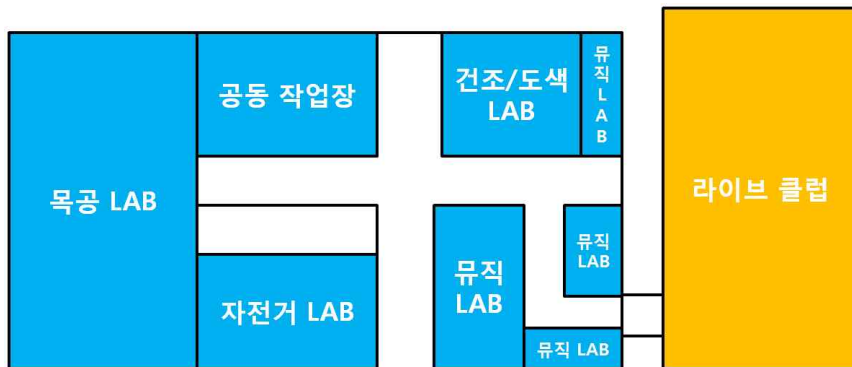 목공 LAB
공동 작업장
건조/도색
LAB
뮤
직
L
A
B
라이브 클럽
자전거 LAB
뮤직
LAB
뮤직
LAB
뮤직 LAB